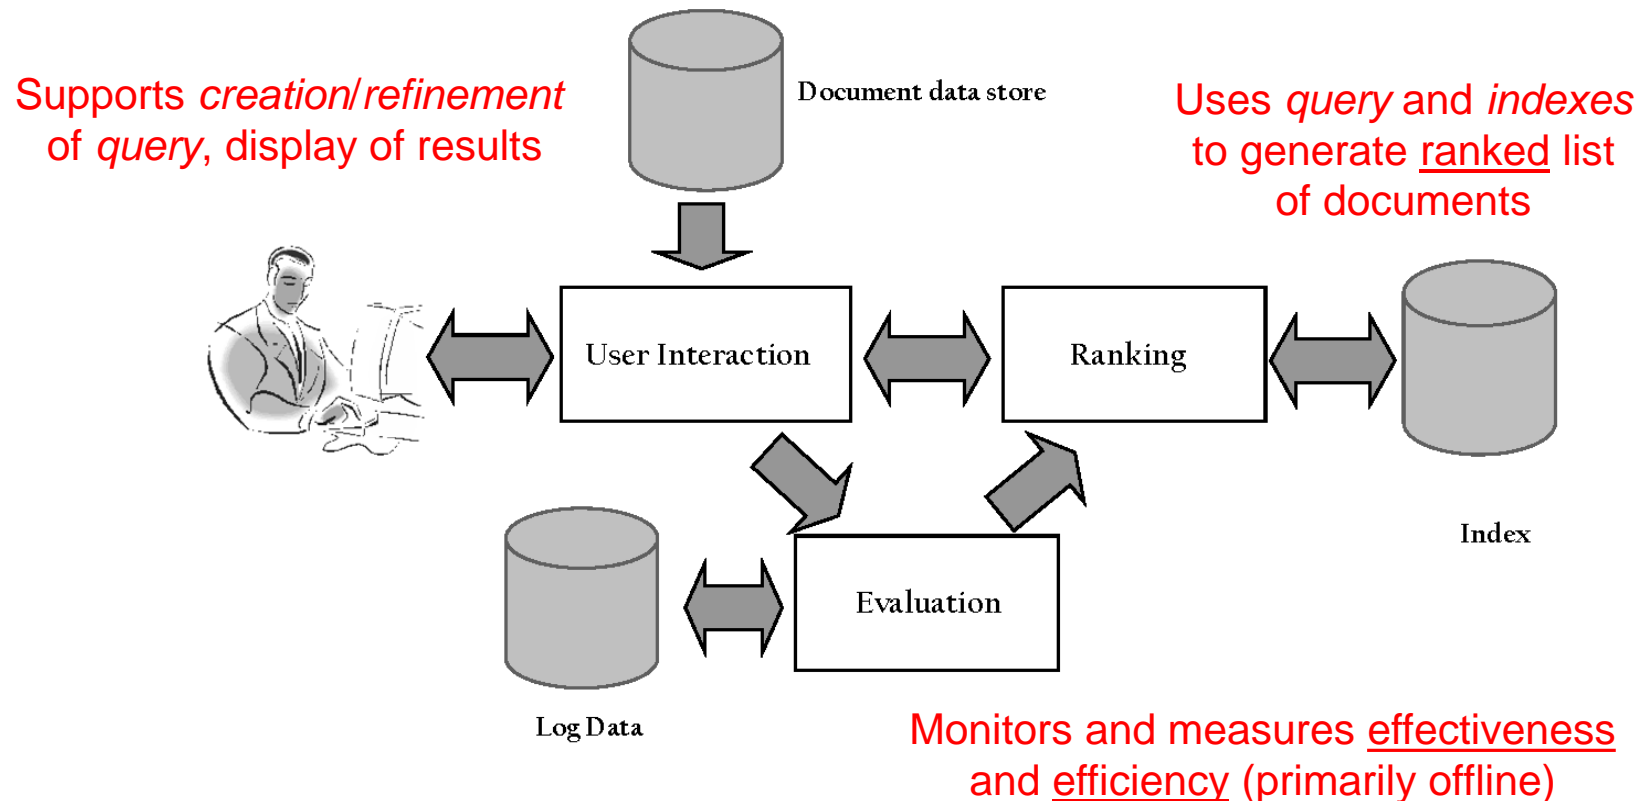 Supports creation/refinement
of query, display of results
Document data store
Uses query and indexes
to generate ranked list
of documents
User Interaction
Ranking
Index
Evaluation
Log Data
Monitors and measures effectiveness
and efficiency (primarily offline)